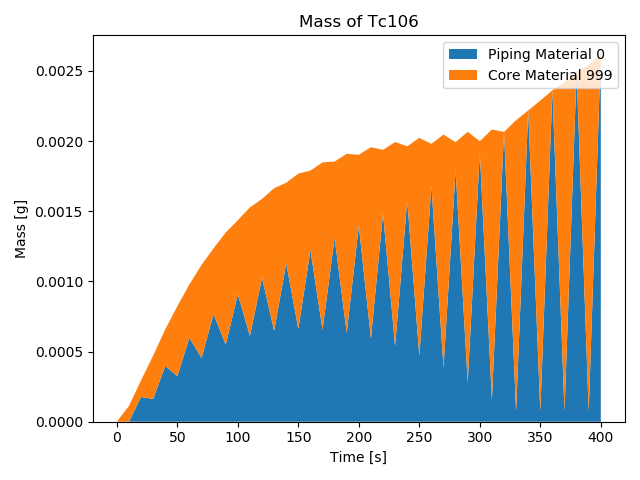 Mass of Tc106
Piping Material 0
Core Material 999
Mass [g]
0.0025
0.0020
0.0015
0.0010
0.0005
0.0000
0 50 100 150 200 250 300 350 400
Time [s]